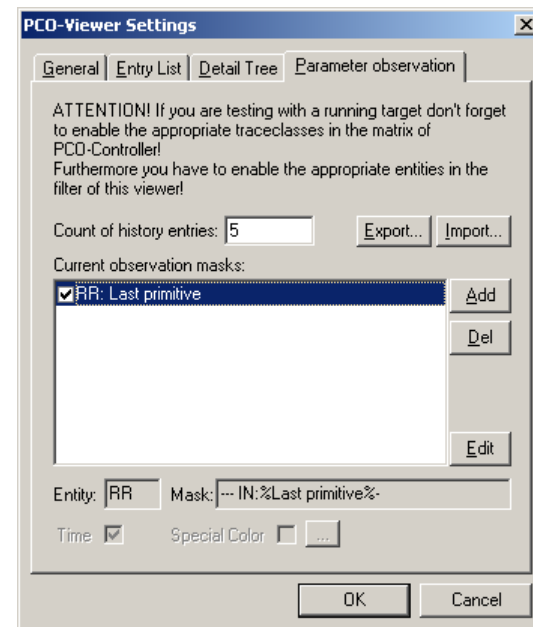 PCO-Viewer Settings
General Entry List Detail Tree Parameter observation
ATTENTION! If you are testing with a running target don't forget
to enable the appropriate traceclasses in the matrix of
PCO-Controller!
Furthermore you have to enable the appropriate entities in the
filter of this viewer!
Count of history entries: 5 Export... Import...
Current observation masks:
RR: Last primitive Add
Del
Edit
Entity: RR Mask: --- IN:%Last primitive%-
Time Special Color ...
OK Cancel